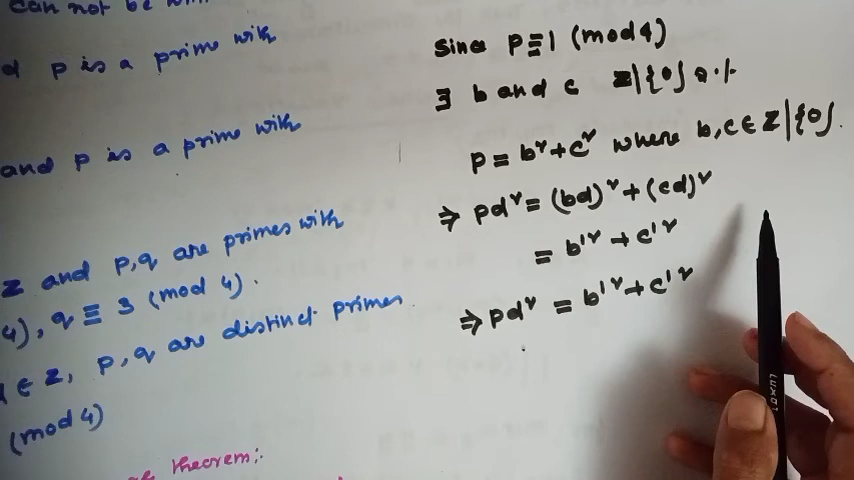 can not be
d p is a prime with
and p is a prime with
Z and p,q are primes with
4), q ≡ 3 (mod 4).
∈ Z, p,q are distinct primes
(mod 4)
theorem:
Since p≡1 (mod 4)
∃ b and c Z|{0} s.t.
p = b² + c² where b,c ∈ Z|{0}.
⇒ pd² = (bd)² + (cd)²
= b'² + c'²
⇒ pd² = b'² + c'²
LUXOR